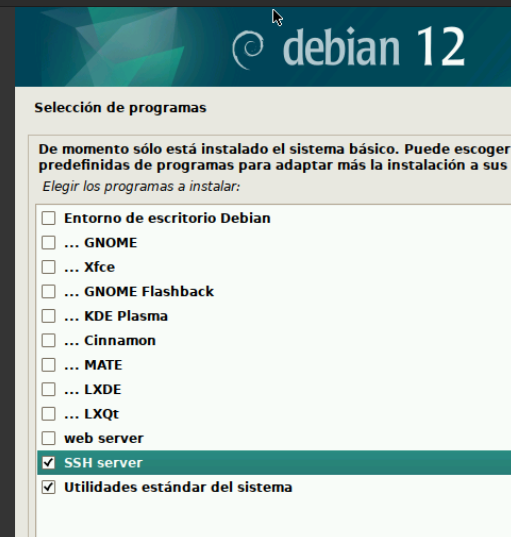 debian 12
Selección de programas
De momento sólo está instalado el sistema básico. Puede escoger
predefinidas de programas para adaptar más la instalación a sus
Elegir los programas a instalar:
Entorno de escritorio Debian
... GNOME
... Xfce
... GNOME Flashback
... KDE Plasma
... Cinnamon
... MATE
... LXDE
... LXQt
web server
SSH server
Utilidades estándar del sistema